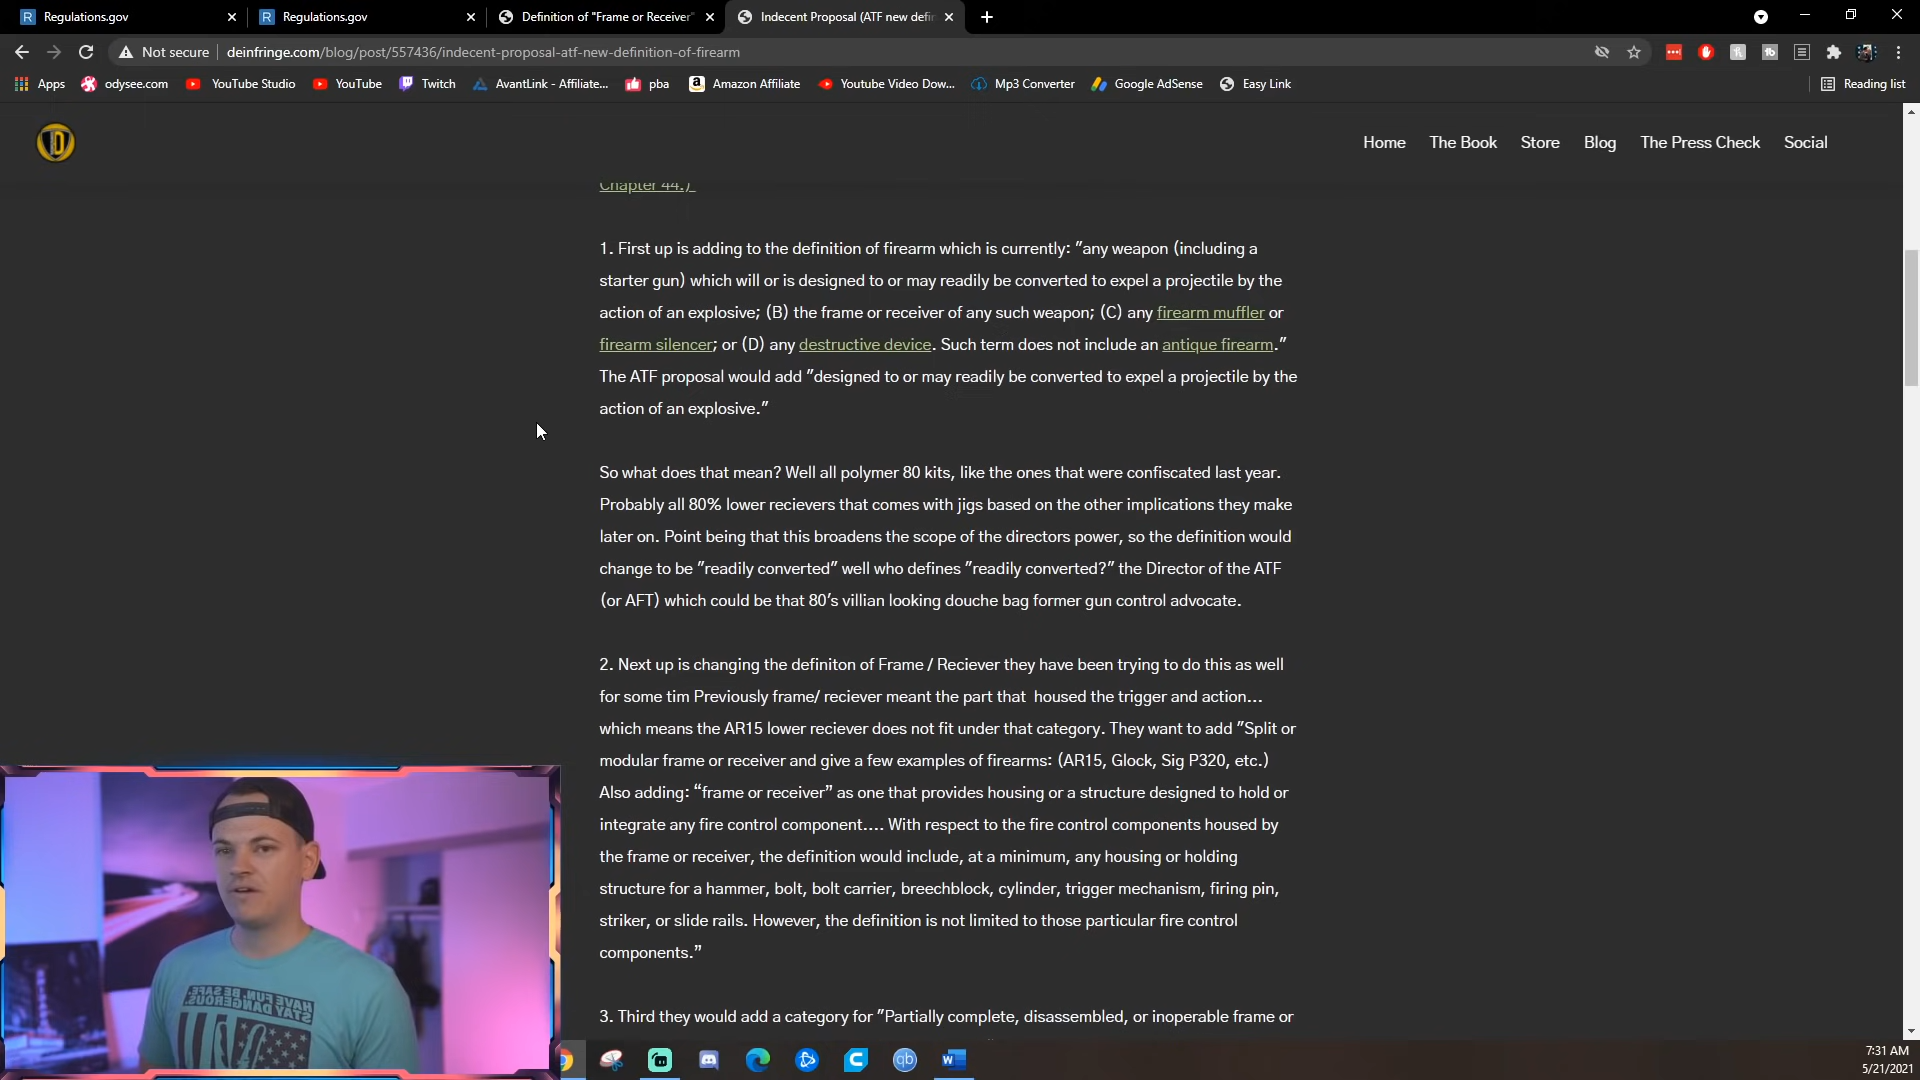 Regulations.gov
Regulations.gov
Definition of "Frame or Receiver"
Indecent Proposal (ATF new defin
Not secure
deinfringe.com/blog/post/557436/indecent-proposal-atf-new-definition-of-firearm
Apps
odysee.com
YouTube Studio
YouTube
Twitch
AvantLink - Affiliate...
pba
Amazon Affiliate
Youtube Video Dow...
Mp3 Converter
Google AdSense
Easy Link
Reading list
D
Home
The Book
Store
Blog
The Press Check
Social
Chapter 44.)
1. First up is adding to the definition of firearm which is currently: "any weapon (including a
starter gun) which will or is designed to or may readily be converted to expel a projectile by the
action of an explosive; (B) the frame or receiver of any such weapon; (C) any firearm muffler or
firearm silencer; or (D) any destructive device. Such term does not include an antique firearm."
The ATF proposal would add "designed to or may readily be converted to expel a projectile by the
action of an explosive."
So what does that mean? Well all polymer 80 kits, like the ones that were confiscated last year.
Probably all 80% lower recievers that comes with jigs based on the other implications they make
later on. Point being that this broadens the scope of the directors power, so the definition would
change to be "readily converted" well who defines "readily converted?" the Director of the ATF
(or AFT) which could be that 80's villian looking douche bag former gun control advocate.
2. Next up is changing the definiton of Frame / Reciever they have been trying to do this as well
for some tim Previously frame/ reciever meant the part that  housed the trigger and action...
which means the AR15 lower reciever does not fit under that category. They want to add "Split or
modular frame or receiver and give a few examples of firearms: (AR15, Glock, Sig P320, etc.)
Also adding: “frame or receiver” as one that provides housing or a structure designed to hold or
integrate any fire control component.... With respect to the fire control components housed by
the frame or receiver, the definition would include, at a minimum, any housing or holding
structure for a hammer, bolt, bolt carrier, breechblock, cylinder, trigger mechanism, firing pin,
striker, or slide rails. However, the definition is not limited to those particular fire control
components.”
3. Third they would add a category for "Partially complete, disassembled, or inoperable frame or
HAVE FUN. BE SAFE.
STAY DANGEROUS.
7:31 AM
5/21/2021